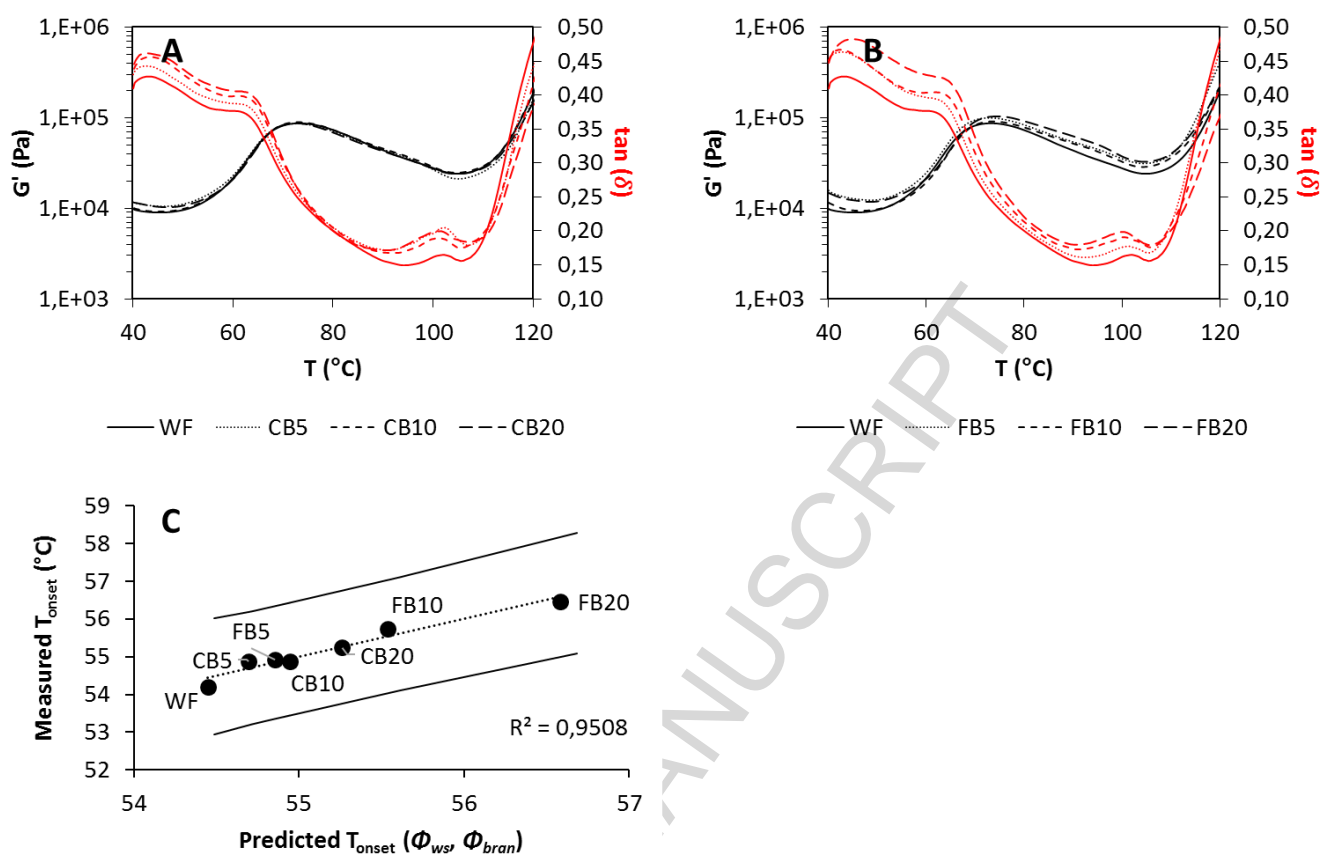 A
1,E+06
1,E+05
1,E+04
1,E+03
G' (Pa)
0,50
0,45
0,40
0,35
0,30
0,25
0,20
0,15
0,10
tan (δ)
40 60 80 100 120
T (°C)
WF CB5 CB10 CB20
B
1,E+06
1,E+05
1,E+04
1,E+03
G' (Pa)
0,50
0,45
0,40
0,35
0,30
0,25
0,20
0,15
0,10
tan (δ)
40 60 80 100 120
T (°C)
WF FB5 FB10 FB20
C
59
58
57
56
55
54
53
52
Measured Tonset (°C)
FB10
FB20
FB5
CB5
CB20
CB10
WF
R² = 0,9508
54 55 56 57
Predicted Tonset (Φws, Φbran)
ANUSCRIPT